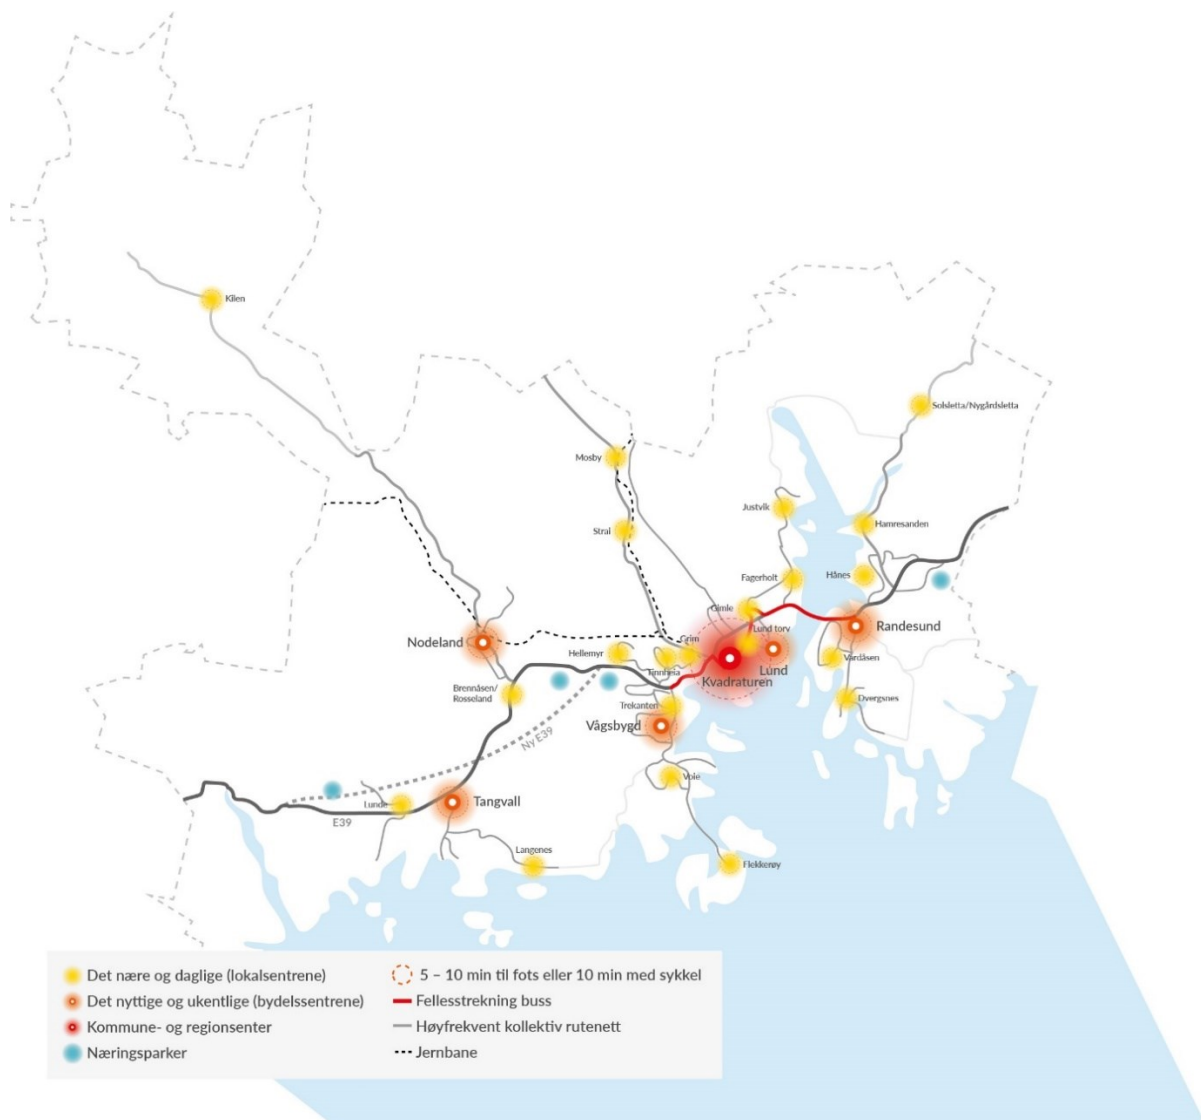 Kilen
Solsletta/Nygårdsletta
Mosby
Justvik
Strai
Hamresanden
Fagerholt
Hånes
Gimle
Randesund
Lund torv
Grim
Nodeland
Hellemyr
Tinnheia
Lund
Vardåsen
Kvadraturen
Brennåsen/
Rosseland
Dvergsnes
Trekanten
Vågsbygd
Ny E39
Voie
Lunde
Tangvall
E39
Langenes
Flekkerøy
Det nære og daglige (lokalsentrene)
Det nyttige og ukentlige (bydelssentrene)
Kommune- og regionsenter
Næringsparker
5 – 10 min til fots eller 10 min med sykkel
Fellesstrekning buss
Høyfrekvent kollektiv rutenett
Jernbane